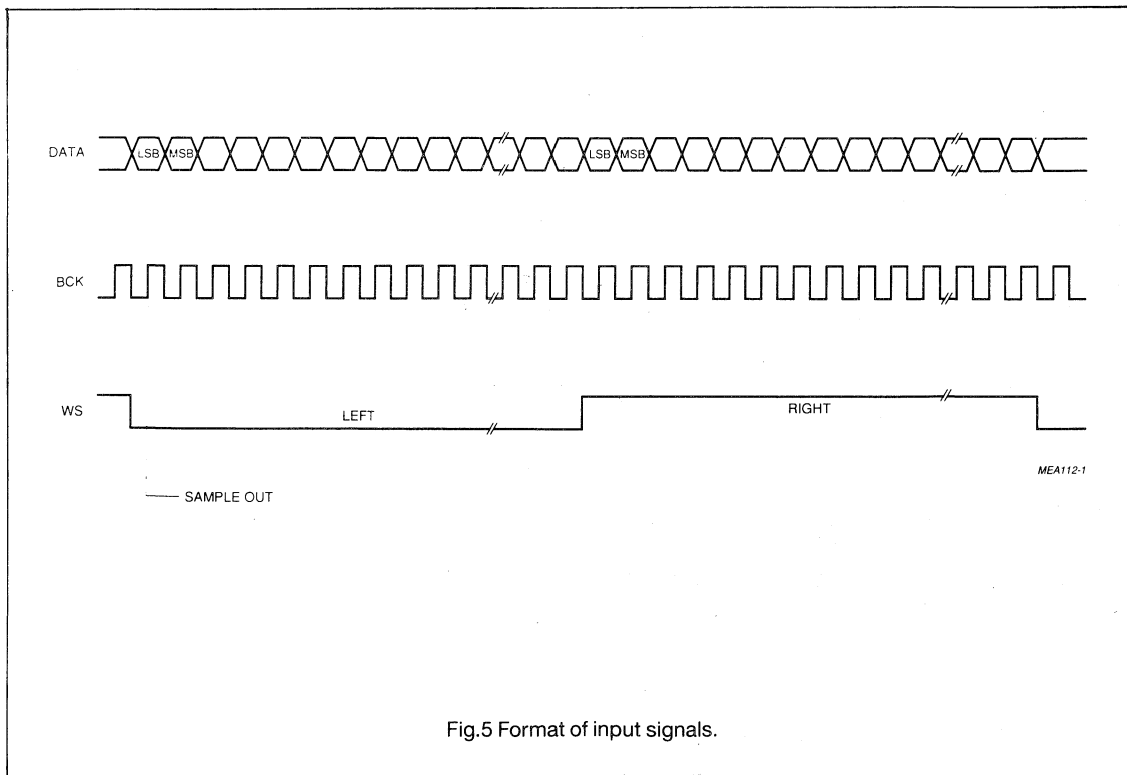 DATA LSB MSB LSB MSB
BCK
WS LEFT RIGHT
MEA112-1
SAMPLE OUT
Fig.5 Format of input signals.